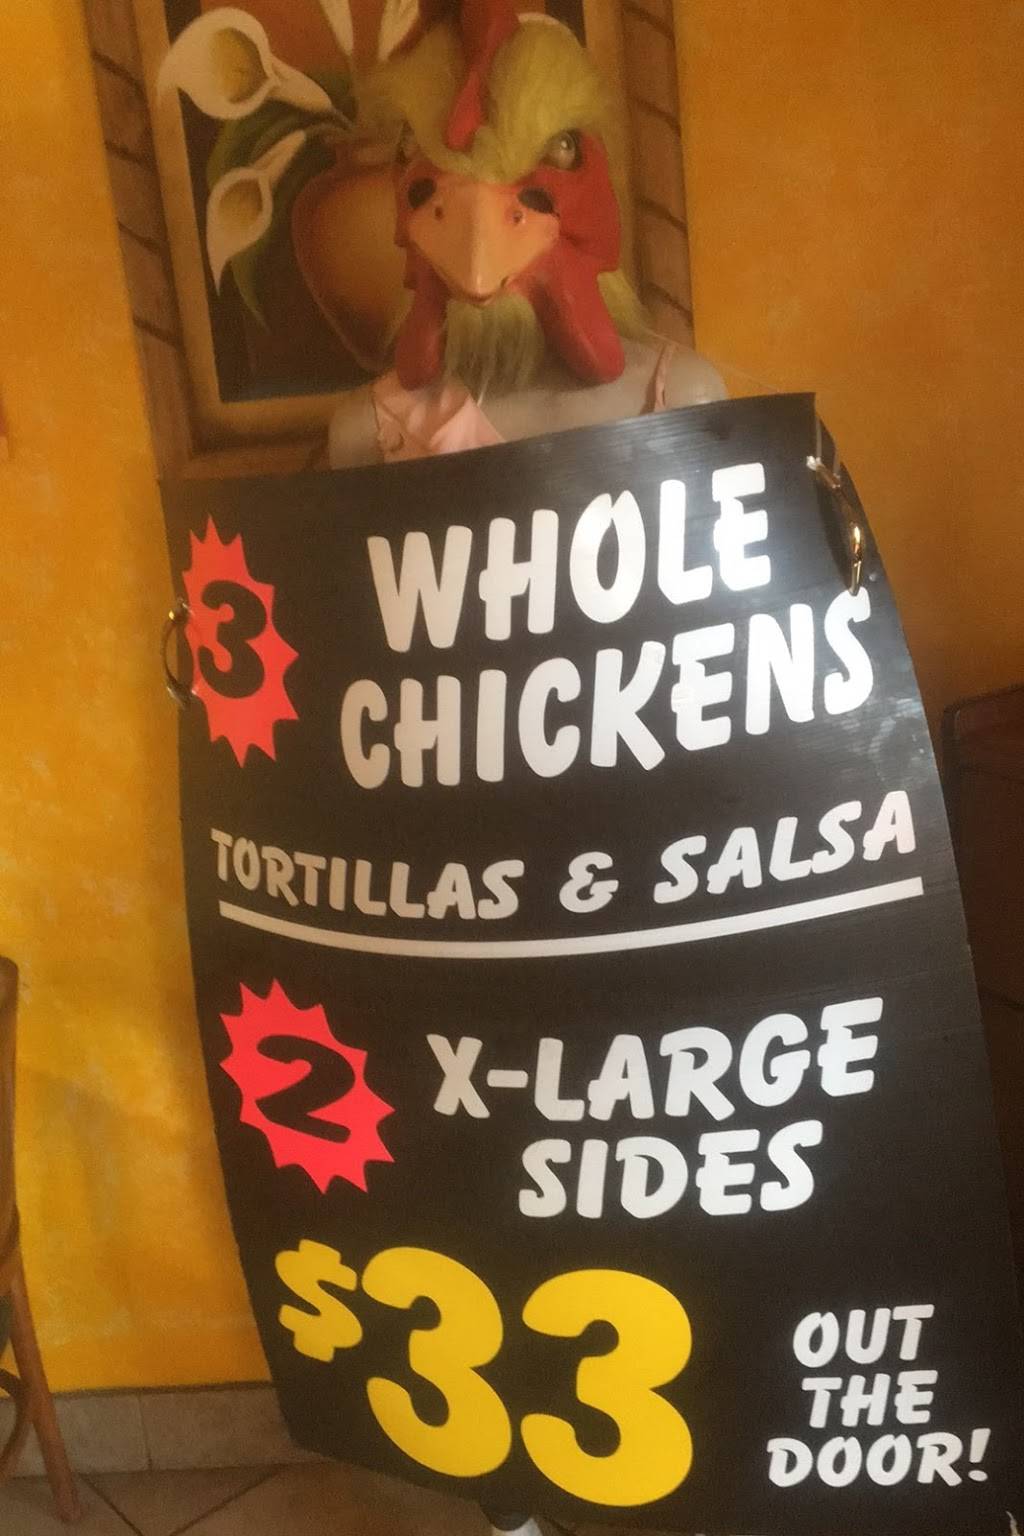 3 WHOLE
CHICKENS
TORTILLAS & SALSA
2 X-LARGE
SIDES
$33 OUT
THE
DOOR!